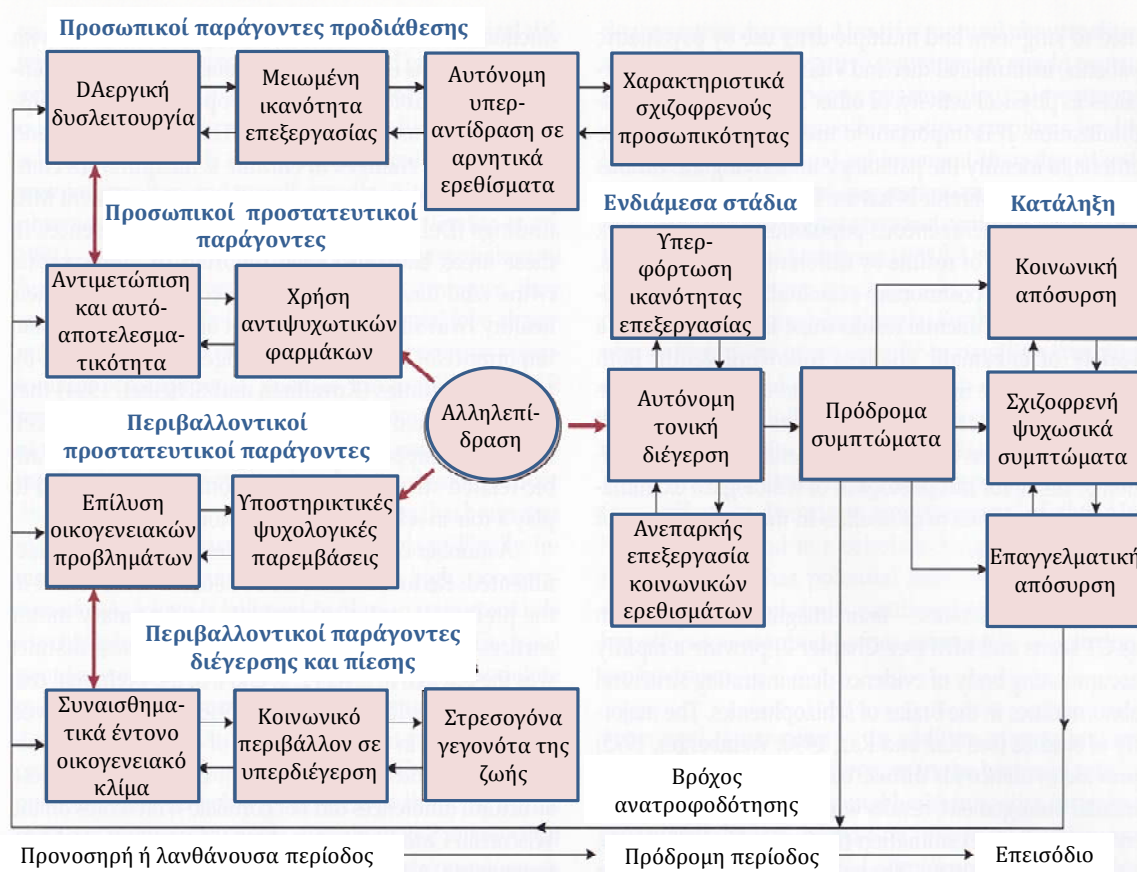 Προσωπικοί παράγοντες προδιάθεσης
DAεργική
δυσλειτουργία
Μειωμένη
ικανότητα
επεξεργασίας
Αυτόνομη
υπερ-
αντίδραση σε
αρνητικά
ερεθίσματα
Χαρακτηριστικά
σχιζοφρενούς
προσωπικότητας
Προσωπικοί προστατευτικοί
παράγοντες
Αντιμετώπιση
και αυτό-
αποτελεσμα-
τικότητα
Χρήση
αντιψυχωτικών
φαρμάκων
Περιβαλλοντικοί
προστατευτικοί παράγοντες
Επίλυση
οικογενειακών
προβλημάτων
Υποστηρικτικές
ψυχολογικές
παρεμβάσεις
Περιβαλλοντικοί παράγοντες
διέγερσης και πίεσης
Συναισθημα-
τικά έντονο
οικογενειακό
κλίμα
Κοινωνικό
περιβάλλον σε
υπερδιέγερση
Στρεσογόνα
γεγονότα της
ζωής
Αλληλεπί-
δραση
Ενδιάμεσα στάδια
Υπερ-
φόρτωση
ικανότητας
επεξεργασίας
Αυτόνομη
τονική
διέγερση
Ανεπαρτής
επεξεργασία
κοινωνικών
ερεθισμάτων
Πρόδρομα
συμπτώματα
Κατάληξη
Κοινωνική
απόσυρση
Σχιζοφρενή
ψυχωσικά
συμπτώματα
Επαγγελματική
απόσυρση
Βρόχος
ανατροφοδότησης
Προνοσηρή ή λανθάνουσα περίοδος
Πρόδρομη περίοδος
Επεισόδιο